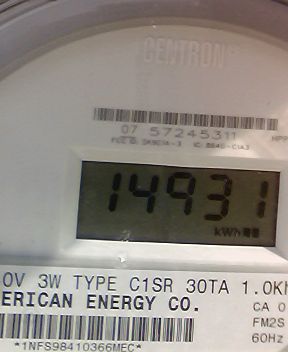 CENTRON
07 57245311
14931
kWh
0V 3W TYPE C1SR 30TA 1.0Kh
ERICAN ENERGY CO.
CA 0
FM2S
60Hz
*1NFS98410366MEC*